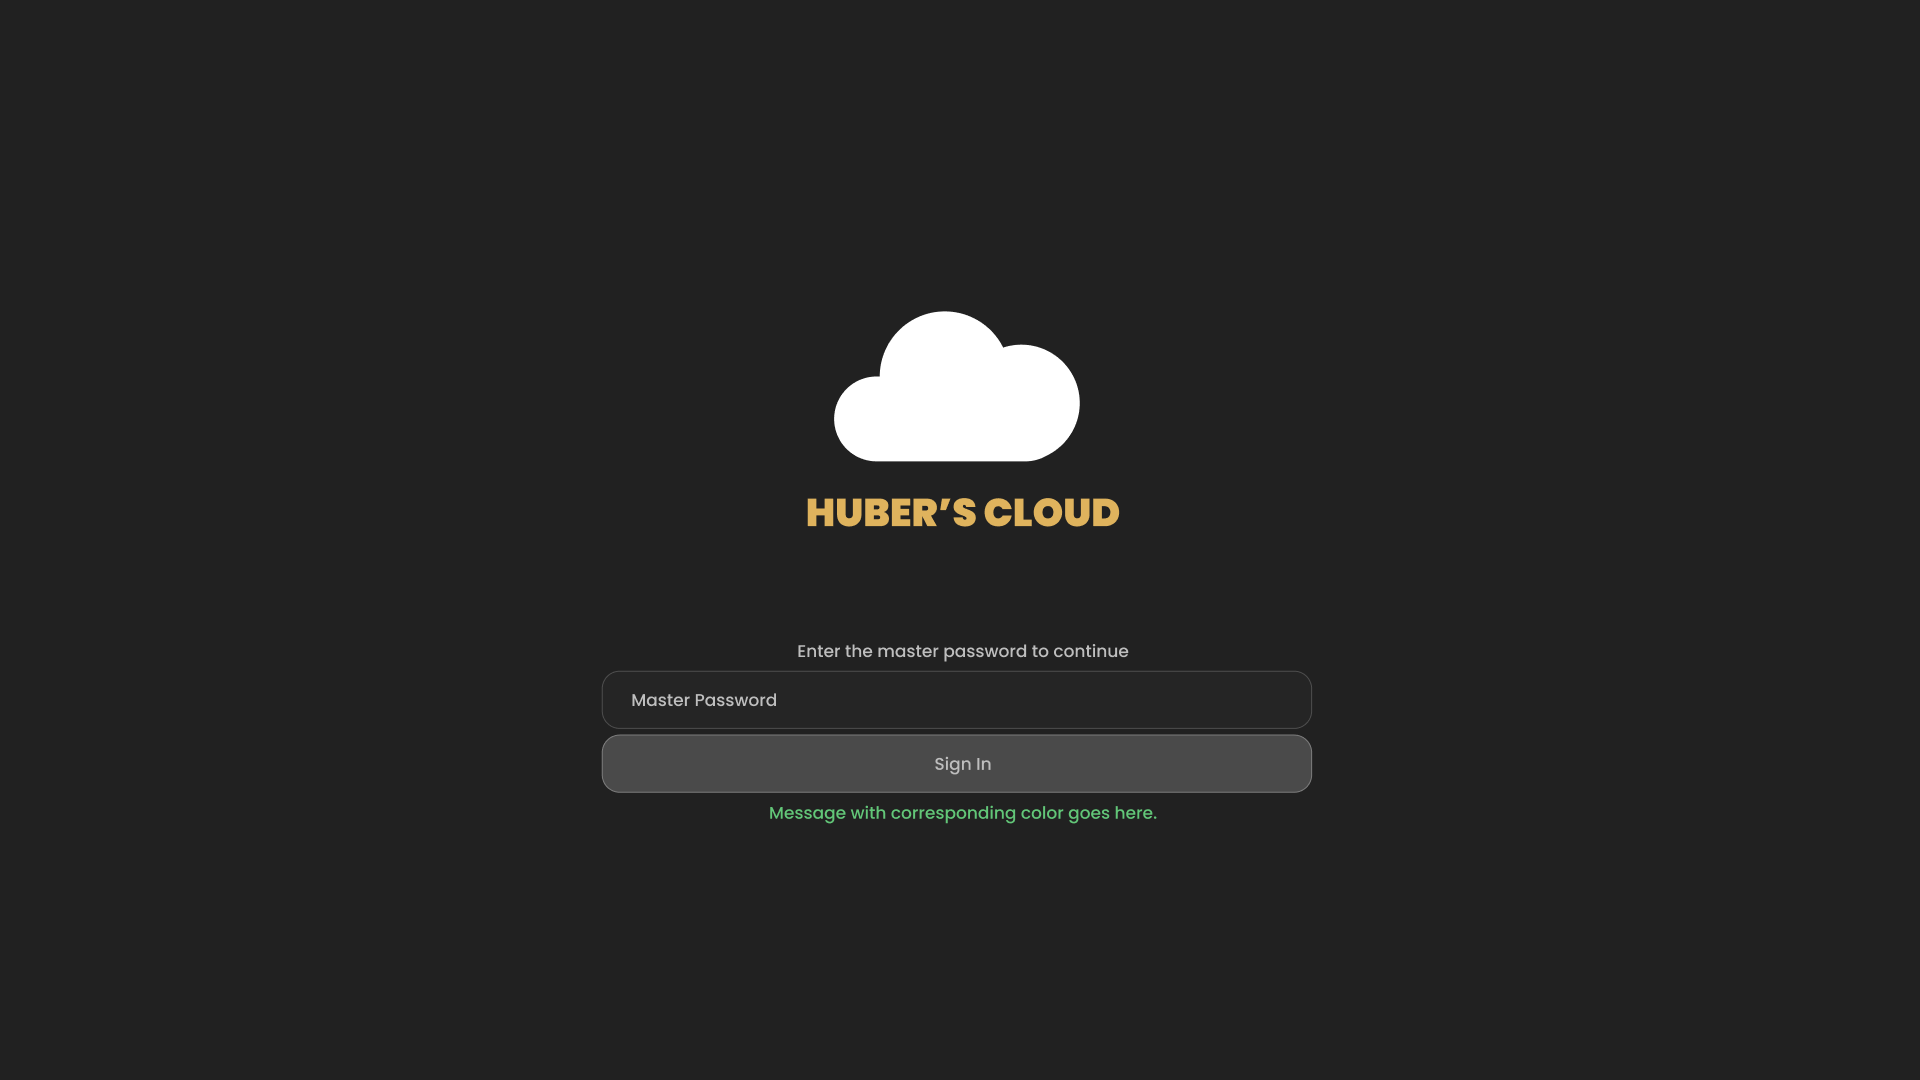 HUBER’S CLOUD
Enter the master password to continue
Master Password
Sign In
Message with corresponding color goes here.